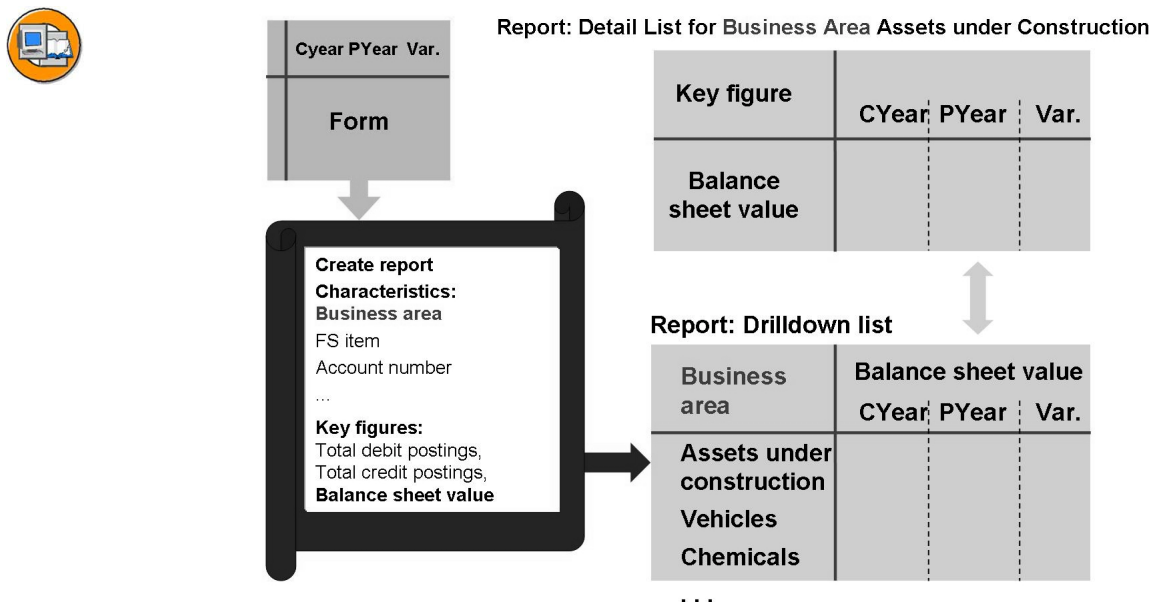 Cyear PYear Var.
Form
Report: Detail List for Business Area Assets under Construction
Key figure
CYear PYear Var.
Balance
sheet value
Create report
Characteristics:
Business area
FS item
Account number
...
Key figures:
Total debit postings,
Total credit postings,
Balance sheet value
Report: Drilldown list
Business
area
Balance sheet value
CYear PYear Var.
Assets under
construction
Vehicles
Chemicals
...